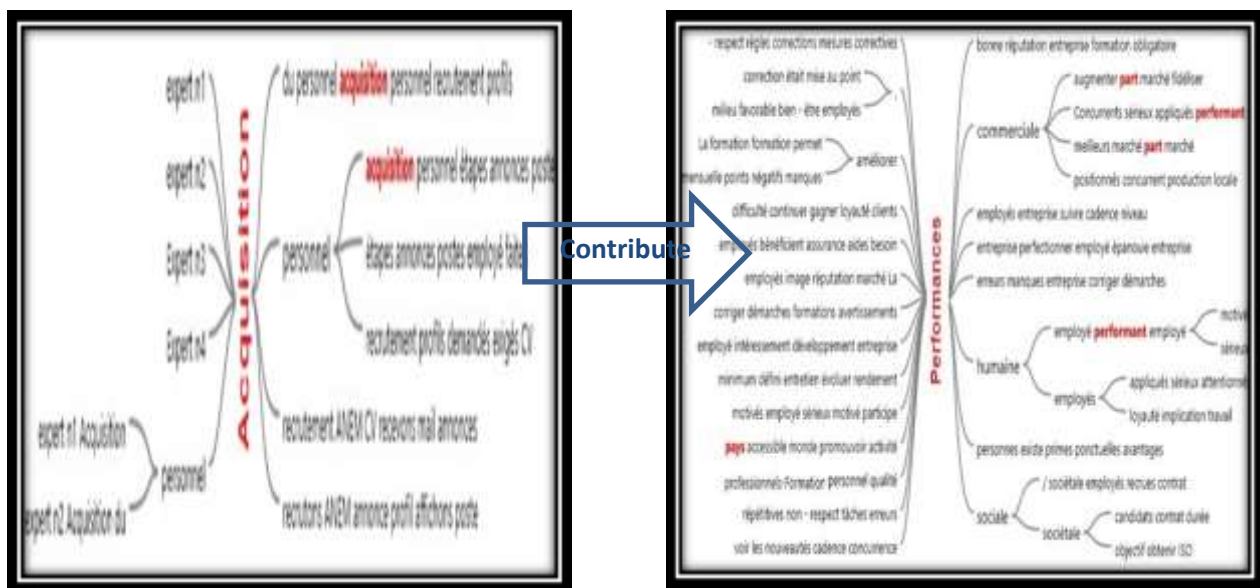 expert n1
expert n2
Expert n3
Expert n4
expert n1 Acquisition
expert n2 Acquisition du
personnel
Acquisition
du personnel acquisition personnel recrutement profils
acquisition personnel étapes annonces poste
personnel
étapes annonces postes employé faite
recrutement profils demandés exigés CV
recrutement ANEM CV recevons mail annonces
recrutons ANEM annonce profil affichons poste
Contribute
- respect règles corrections mesures correctives
correction était mise au point
milieu favorable bien - être employés
La formation formation permet
mensuelle points négatifs manques
améliorer
difficulté continuer gagner loyauté clients
employés bénéficient assurance aides besoin
employés image réputation marché La
corriger démarches formations avertissements
employé intéressement développement entreprise
minimum défini entretien évoluer rendement
motivés employé sérieux motivé participe
pays accessible monde promouvoir activité
professionnels-Formation personnel qualité
répétitives non - respect tâches erreurs
voir les nouveautés cadence concurrence
Performances
bonne réputation entreprise formation obligatoire
commerciale
augmenter part marché fidéliser
Concurrents sérieux appliqués performant
meilleurs marché part marché
positionnés concurrent production locale
employés entreprise suivre cadence niveau
entreprise perfectionner employé épanouie entreprise
erreurs manques entreprise corriger démarches
humaine
employé performant employé
motivé
sérieux
employés
appliqués sérieux attentionné
loyauté implication travail
personnes existe primes ponctuelles avantages
sociale
/ sociétale employés recrues contrat
sociétale
candidats contrat durée
objectif obtenir ISO